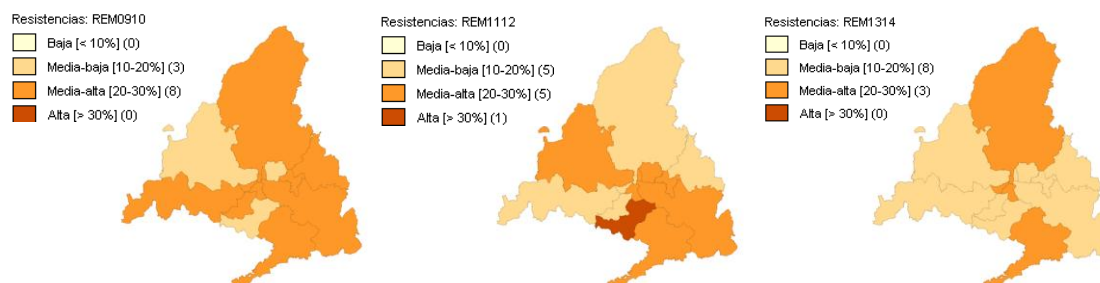 Resistencias: REM0910
Baja [< 10%] (0)
Media-baja [10-20%] (3)
Media-alta [20-30%] (8)
Alta [> 30%] (0)
Resistencias: REM1112
Baja [< 10%] (0)
Media-baja [10-20%] (5)
Media-alta [20-30%] (5)
Alta [> 30%] (1)
Resistencias: REM1314
Baja [< 10%] (0)
Media-baja [10-20%] (8)
Media-alta [20-30%] (3)
Alta [> 30%] (0)